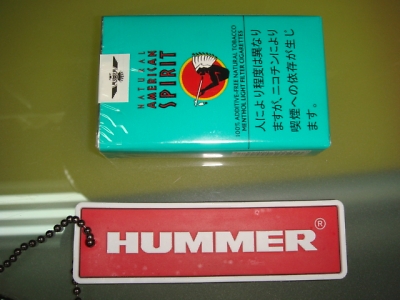 NATURAL
AMERICAN
SPIRIT
100% ADDITIVE-FREE NATURAL TOBACCO
MENTHOL LIGHT FILTER CIGARETTES
人により程度は異なり
ますが、ニコチンにより
喫煙への依存が生じ
ます。
HUMMER®